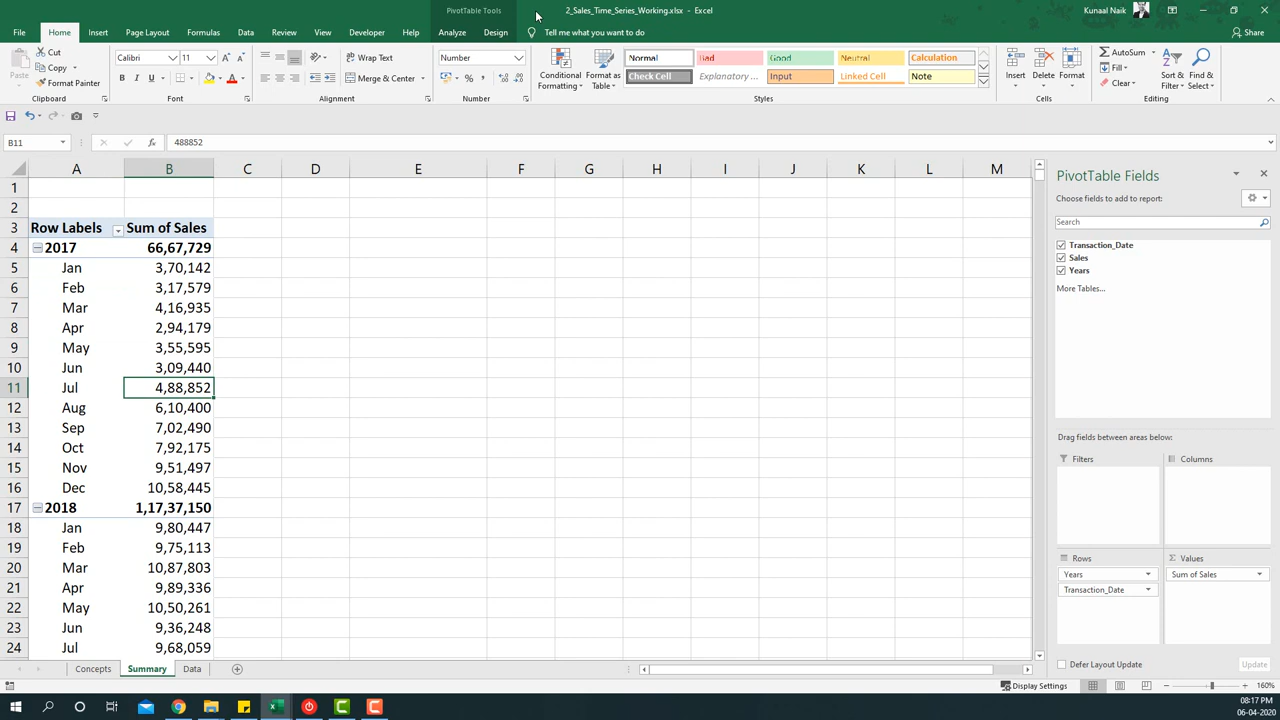 PivotTable Tools
2_Sales_Time_Series_Working.xlsx - Excel
Kunaal Naik
File Home Insert Page Layout Formulas Data Review View Developer Help Analyze Design Tell me what you want to do Share
Paste
Cut
Copy
Format Painter
Clipboard
Calibri 11
B I U
Font
Wrap Text
Merge & Center
Alignment
Number
Number
Conditional Formatting
Format as Table
Normal Bad Good Neutral Calculation
Check Cell Explanatory ... Input Linked Cell Note
Styles
Insert Delete Format
Cells
AutoSum
Fill
Clear
Sort & Filter
Find & Select
Editing
B11 fx 488852
A B C D E F G H I J K L M
1
2
3 Row Labels Sum of Sales
4 2017 66,67,729
5 Jan 3,70,142
6 Feb 3,17,579
7 Mar 4,16,935
8 Apr 2,94,179
9 May 3,55,595
10 Jun 3,09,440
11 Jul 4,88,852
12 Aug 6,10,400
13 Sep 7,02,490
14 Oct 7,92,175
15 Nov 9,51,497
16 Dec 10,58,445
17 2018 1,17,37,150
18 Jan 9,80,447
19 Feb 9,75,113
20 Mar 10,87,803
21 Apr 9,89,336
22 May 10,50,261
23 Jun 9,36,248
24 Jul 9,68,059
PivotTable Fields
Choose fields to add to report:
Search
Transaction_Date
Sales
Years
More Tables...
Drag fields between areas below:
Filters
Columns
Rows
Σ Values
Years
Sum of Sales
Transaction_Date
Defer Layout Update
Update
Concepts Summary Data
Display Settings
160%
08:17 PM
06-04-2020